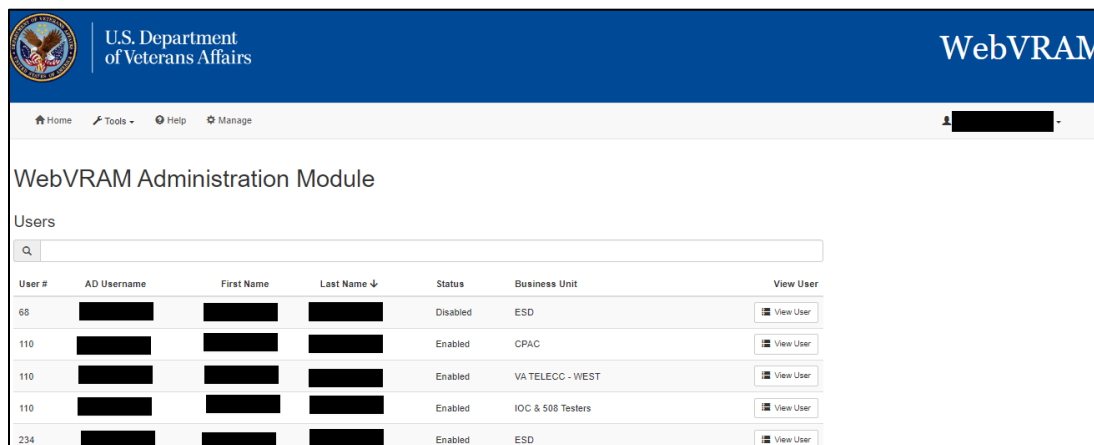 U.S. Department
of Veterans Affairs
WebVRAM
Home Tools Help Manage
WebVRAM Administration Module
Users
User # AD Username First Name Last Name Status Business Unit View User
68 Disabled ESD View User
110 Enabled CPAC View User
110 Enabled VA TELECC - WEST View User
110 Enabled IOC & 508 Testers View User
234 Enabled ESD View User